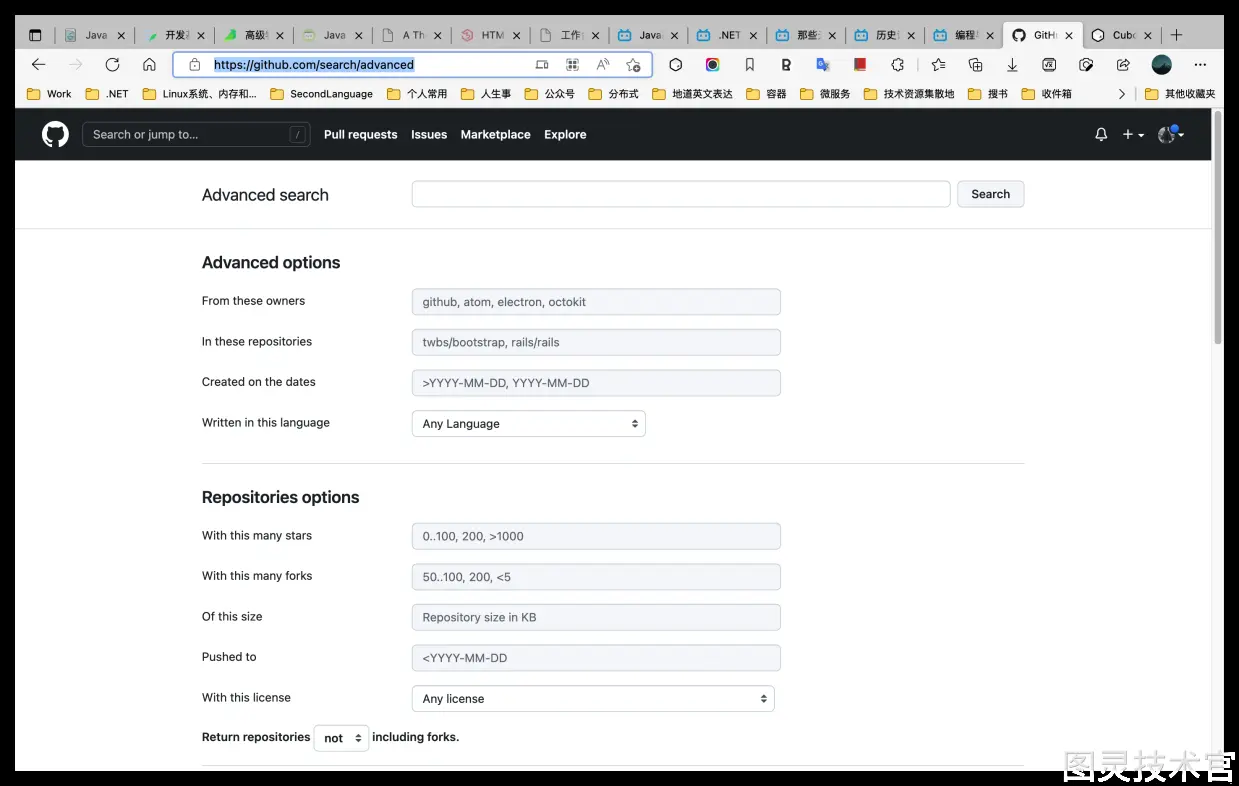 Java
开发
高级
Java
A Th
HTM
工作
Java
.NET
那些
历史
编程
GitHu
Cube
https://github.com/search/advanced
Work
.NET
Linux系统、内存和...
SecondLanguage
个人常用
人生事
公众号
分布式
地道英文表达
容器
微服务
技术资源集散地
搜书
收件箱
其他收藏夹
Search or jump to... /
Pull requests
Issues
Marketplace
Explore
Advanced search
Search
Advanced options
From these owners
github, atom, electron, octokit
In these repositories
twbs/bootstrap, rails/rails
Created on the dates
>YYYY-MM-DD, YYYY-MM-DD
Written in this language
Any Language
Repositories options
With this many stars
0..100, 200, >1000
With this many forks
50..100, 200, <5
Of this size
Repository size in KB
Pushed to
<YYYY-MM-DD
With this license
Any license
Return repositories not including forks.
图灵技术官